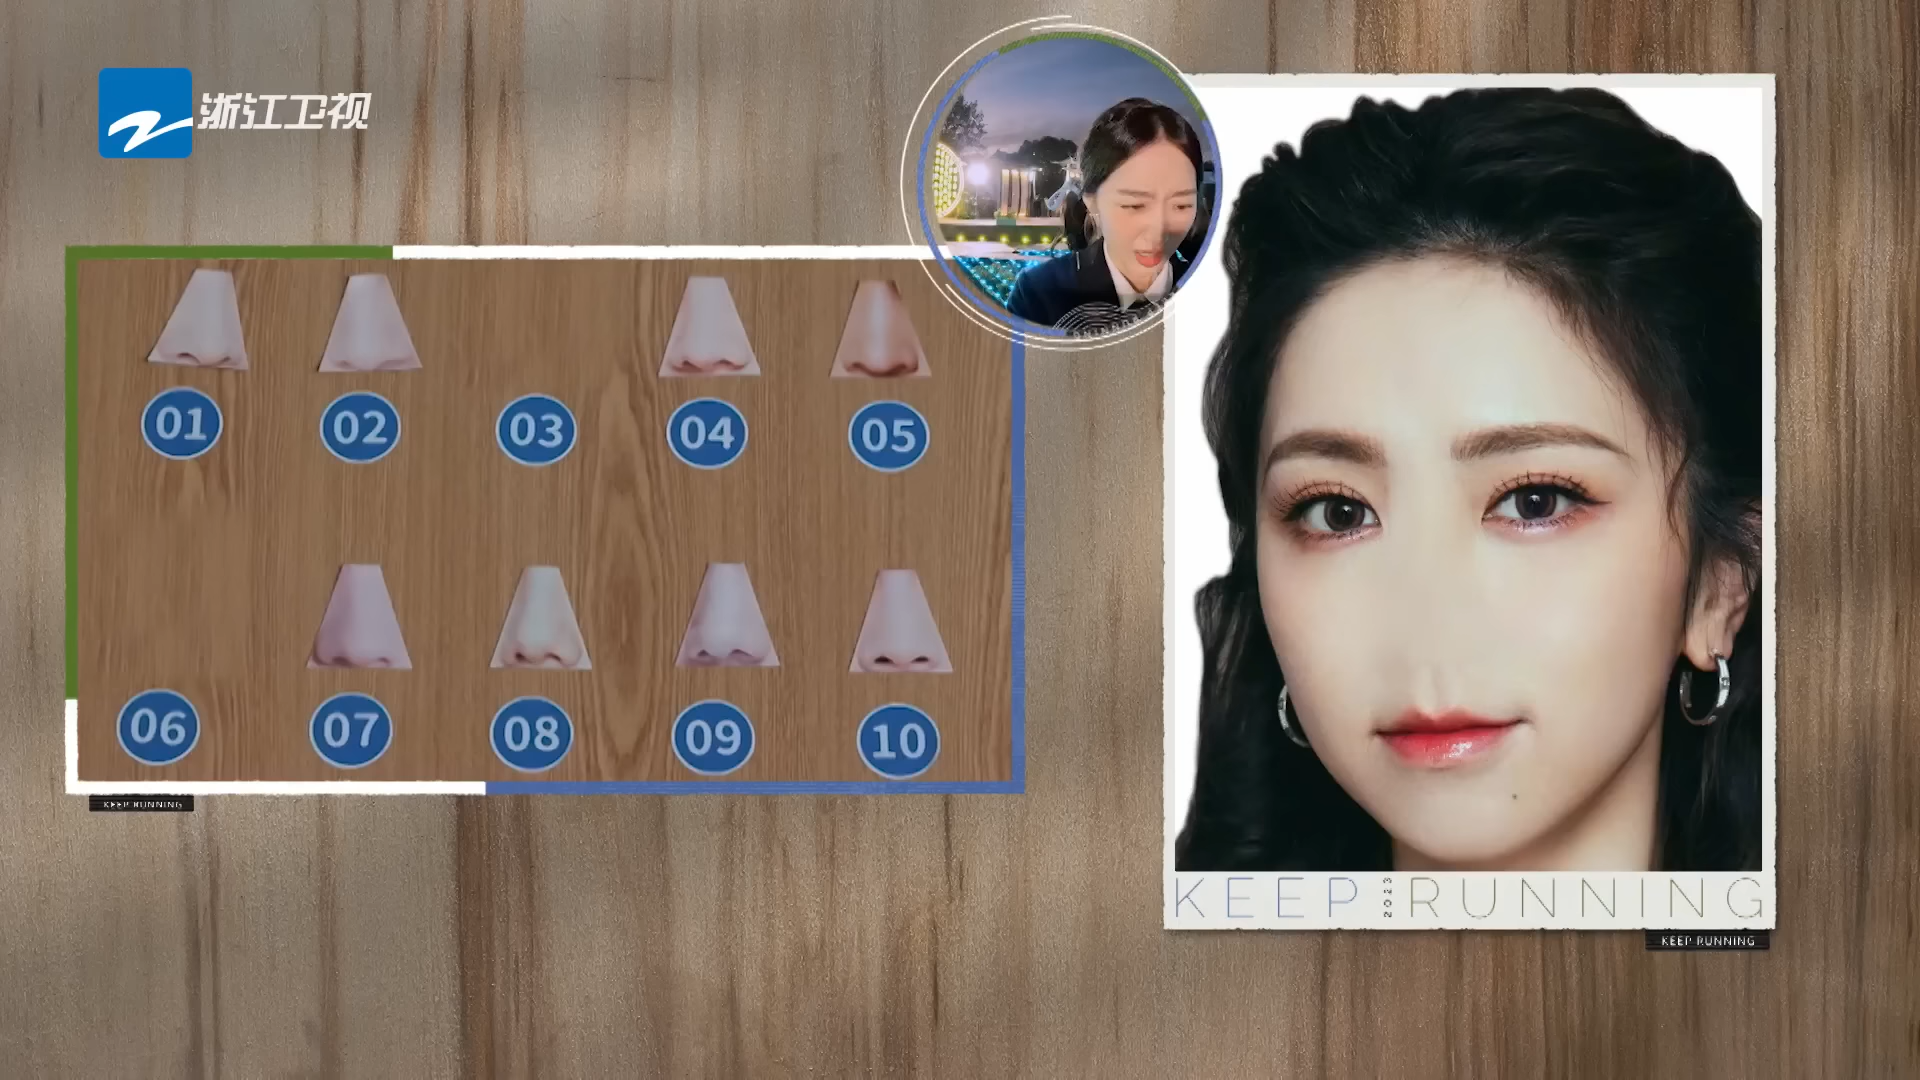 浙江卫视
01 02 03 04 05
06 07 08 09 10
KEEP RUNNING
KEEP 2023 RUNNING
KEEP RUNNING